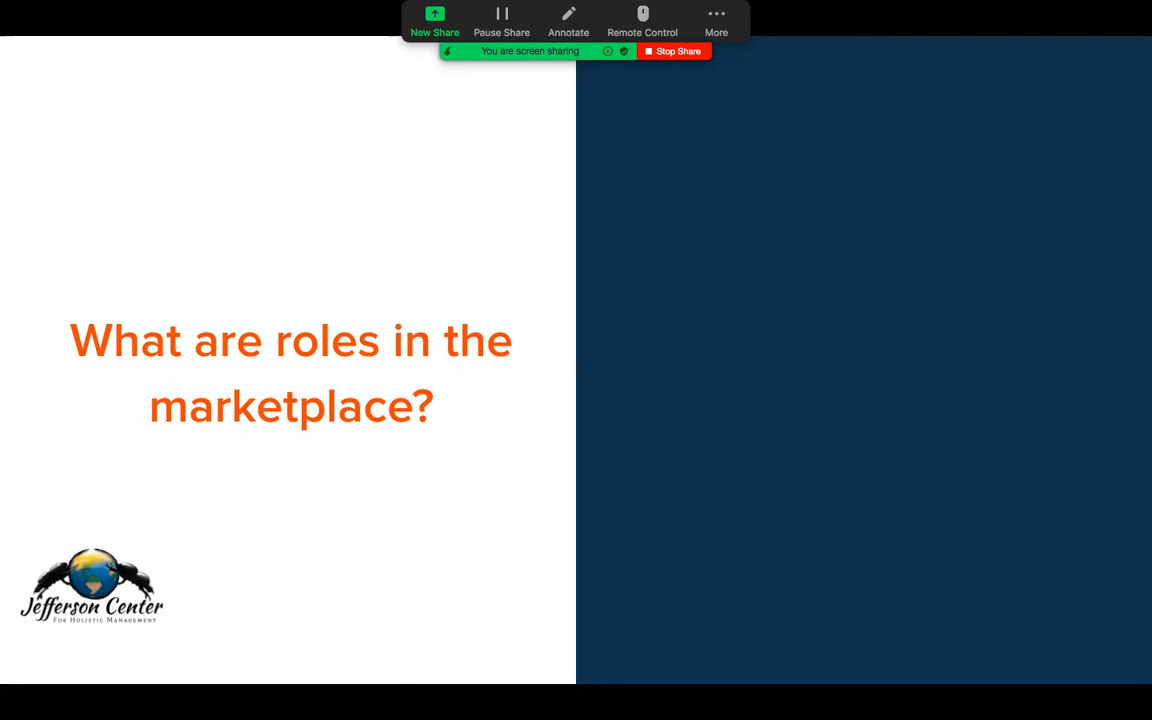 New Share
Pause Share
Annotate
Remote Control
More
You are screen sharing
Stop Share
What are roles in the
marketplace?
Jefferson Center
For Holistic Management